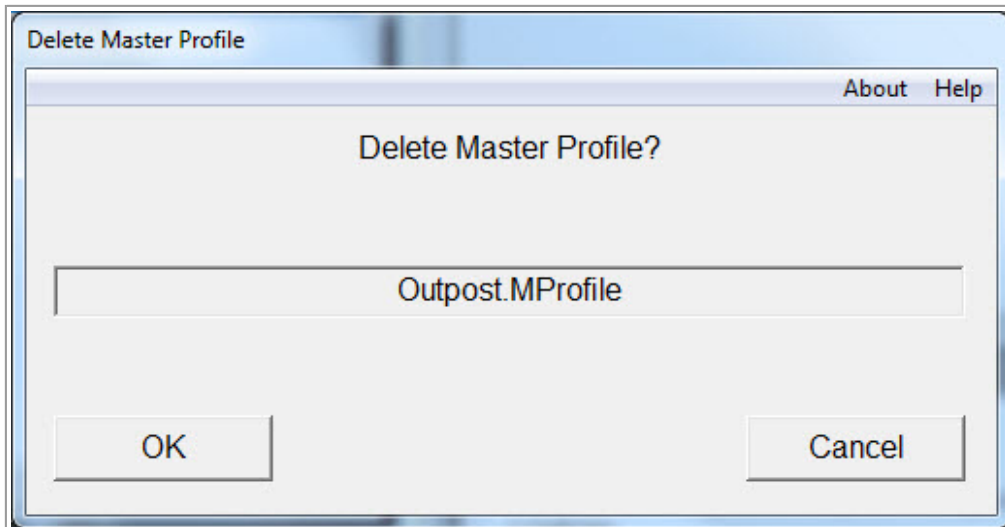 Delete Master Profile
About Help
Delete Master Profile?
Outpost.MProfile
OK Cancel